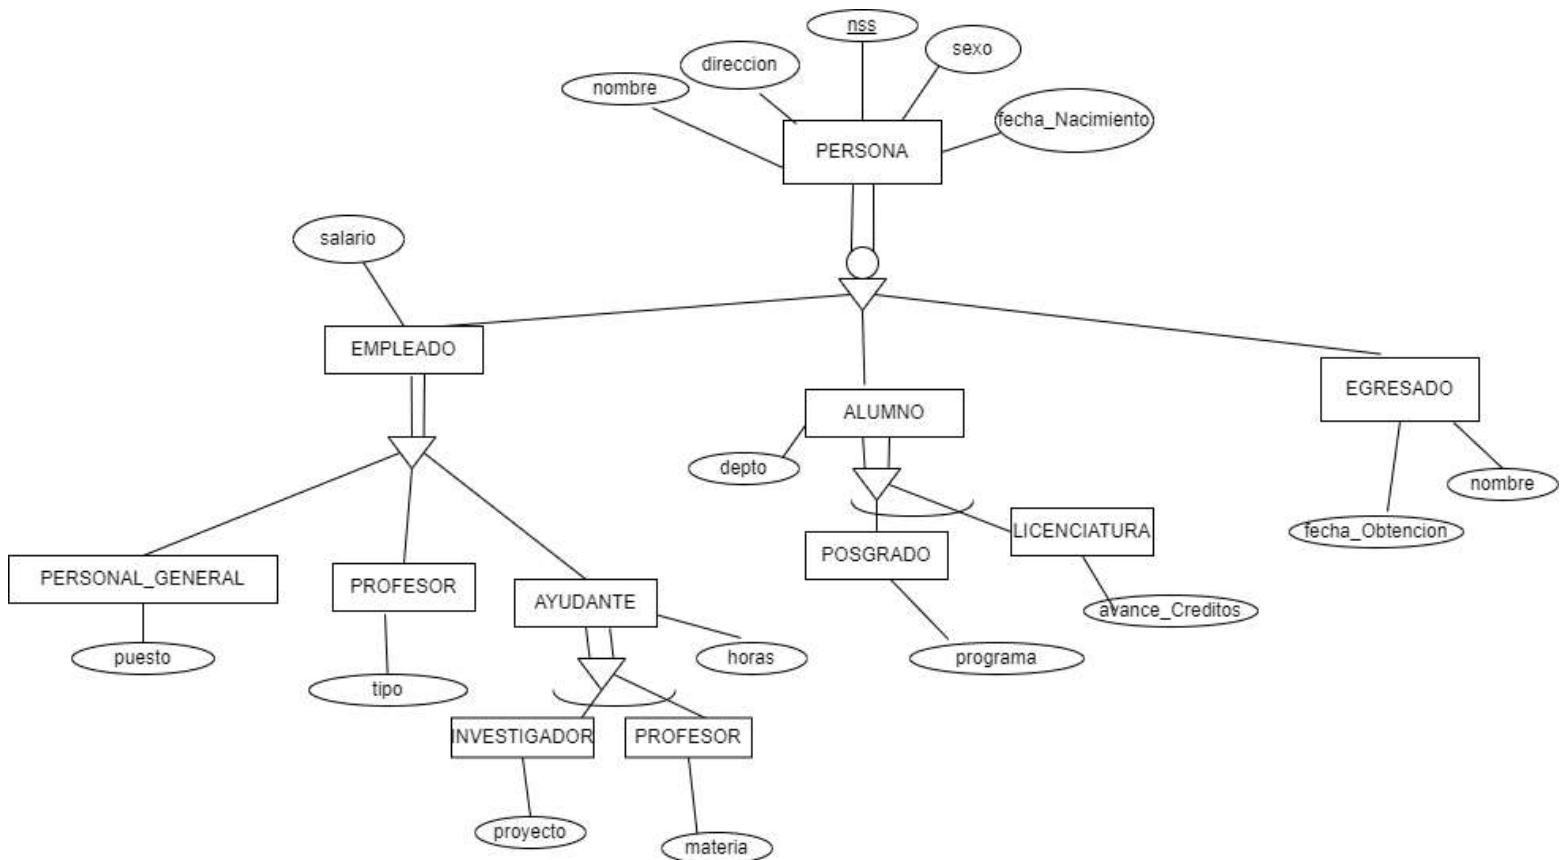 nss
sexo
direccion
nombre
fecha_Nacimiento
PERSONA
salario
EMPLEADO
ALUMNO
EGRESADO
depto
nombre
fecha_Obtencion
LICENCIATURA
POSGRADO
PERSONAL_GENERAL
PROFESOR
AYUDANTE
avance_Creditos
puesto
horas
programa
tipo
INVESTIGADOR
PROFESOR
proyecto
materia